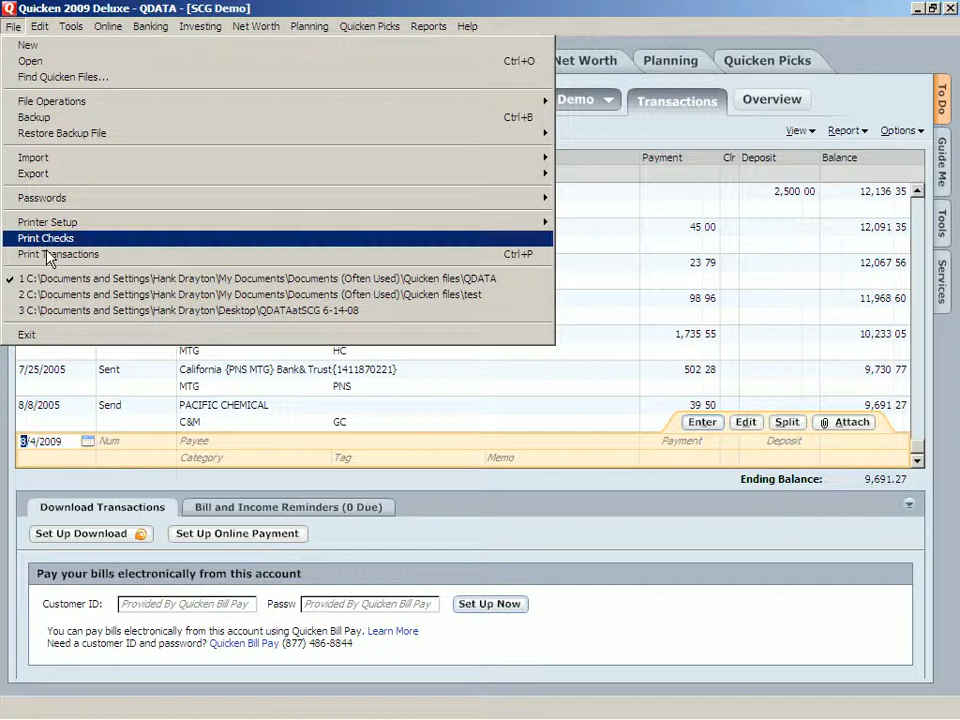 Quicken 2009 Deluxe - QDATA - [SCG Demo]
File Edit Tools Online Banking Investing Net Worth Planning Quicken Picks Reports Help
New
Open Ctrl+O
Find Quicken Files...
File Operations
Backup Ctrl+B
Restore Backup File
Import
Export
Passwords
Printer Setup
Print Checks
Print Transactions Ctrl+P
1 C:\Documents and Settings\Hank Drayton\My Documents\Documents (Often Used)\Quicken files\QDATA
2 C:\Documents and Settings\Hank Drayton\My Documents\Documents (Often Used)\Quicken files\test
3 C:\Documents and Settings\Hank Drayton\Desktop\QDATAatSCG 6-14-08
Exit
Net Worth Planning Quicken Picks
Demo Transactions Overview
View Report Options
Payment Clr Deposit Balance
2,500 00 12,136 35
45 00 12,091 35
23 79 12,067 56
98 96 11,968 60
1,735 55 10,233 05
MTG HC
7/25/2005 Sent California {PNS MTG} Bank& Trust{1411870221} 502 28 9,730 77
MTG PNS
8/8/2005 Send PACIFIC CHEMICAL 39 50 9,691 27
C&M GC
Enter Edit Split Attach
8/4/2009 Num Payee Payment Deposit
Category Tag Memo
Ending Balance: 9,691.27
Download Transactions Bill and Income Reminders (0 Due)
Set Up Download Set Up Online Payment
Pay your bills electronically from this account
Customer ID: Provided By Quicken Bill Pay Passw Provided By Quicken Bill Pay Set Up Now
You can pay bills electronically from this account using Quicken Bill Pay. Learn More
Need a customer ID and password? Quicken Bill Pay (877) 486-8844
To Do
Guide Me
Tools
Services